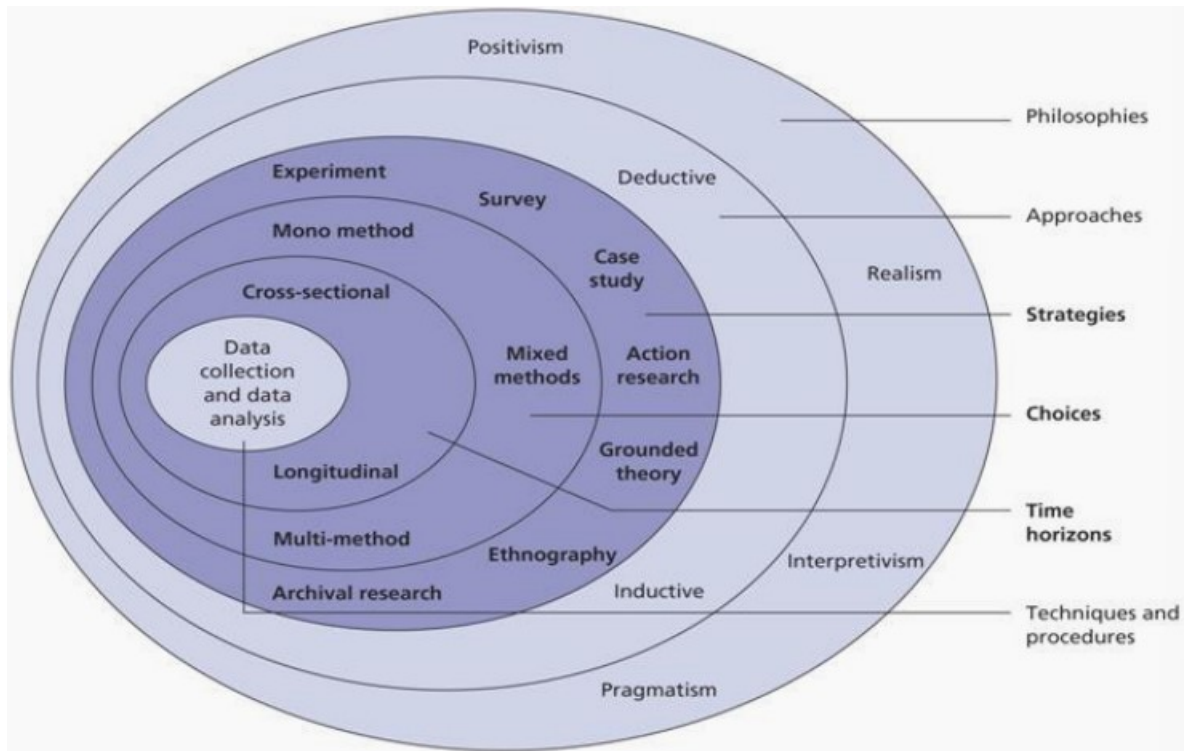 Positivism
Philosophies
Experiment
Deductive
Survey
Approaches
Mono method
Case
study
Realism
Cross-sectional
Strategies
Data
collection
and data
analysis
Mixed
methods
Action
research
Choices
Grounded
theory
Longitudinal
Time
horizons
Multi-method
Ethnography
Interpretivism
Archival research
Inductive
Techniques and
procedures
Pragmatism